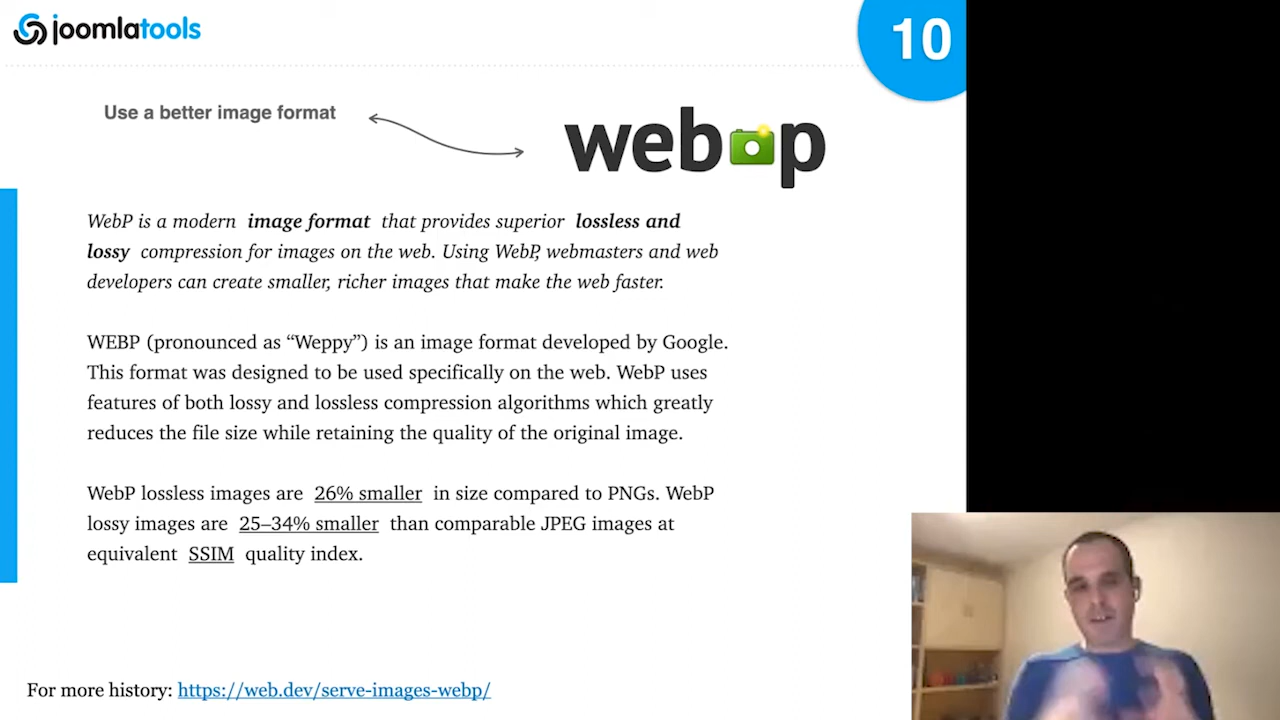 joomlatools
10
Use a better image format
webp
WebP is a modern image format that provides superior lossless and
lossy compression for images on the web. Using WebP, webmasters and web
developers can create smaller, richer images that make the web faster.
WEBP (pronounced as “Weppy”) is an image format developed by Google.
This format was designed to be used specifically on the web. WebP uses
features of both lossy and lossless compression algorithms which greatly
reduces the file size while retaining the quality of the original image.
WebP lossless images are 26% smaller in size compared to PNGs. WebP
lossy images are 25–34% smaller than comparable JPEG images at
equivalent SSIM quality index.
For more history: https://web.dev/serve-images-webp/